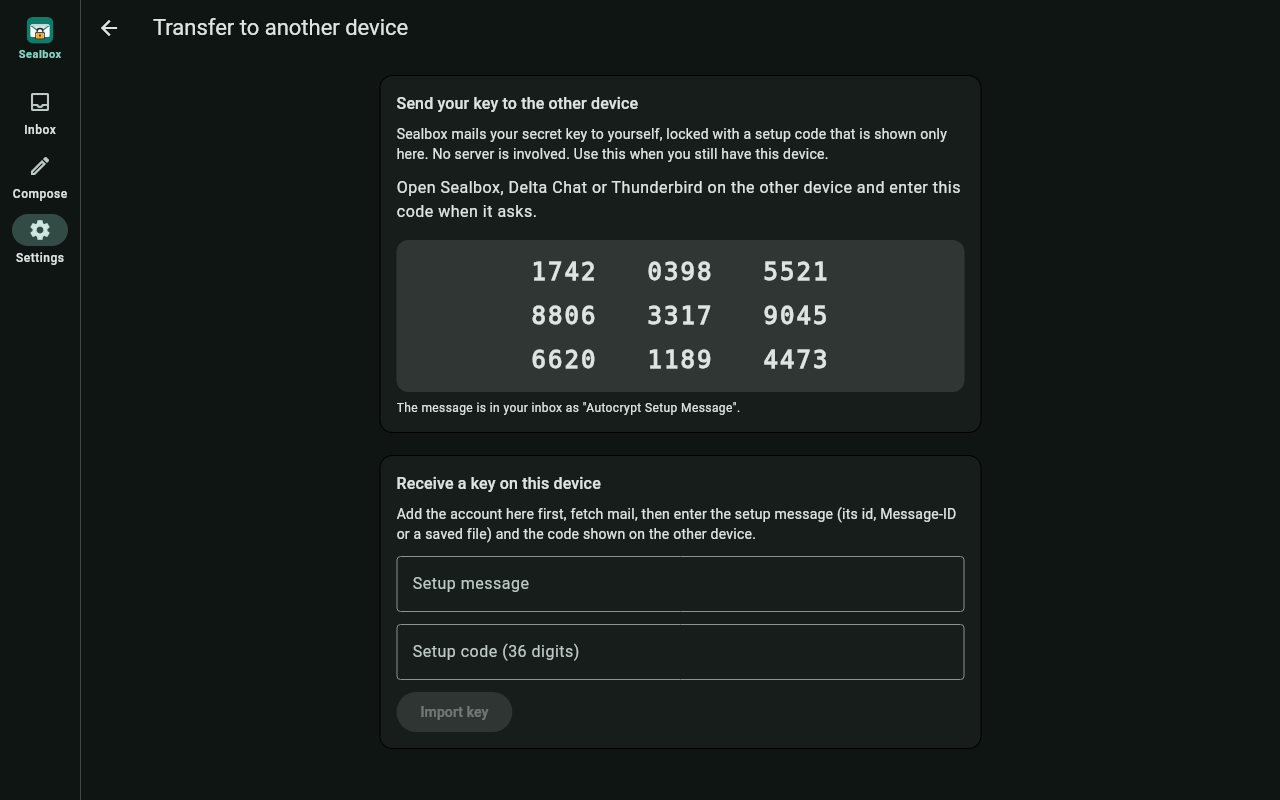 Transfer to another device
Sealbox
Inbox
Compose
Settings
Send your key to the other device
Sealbox mails your secret key to yourself, locked with a setup code that is shown only
here. No server is involved. Use this when you still have this device.
Open Sealbox, Delta Chat or Thunderbird on the other device and enter this
code when it asks.
1742 0398 5521
8806 3317 9045
6620 1189 4473
The message is in your inbox as "Autocrypt Setup Message".
Receive a key on this device
Add the account here first, fetch mail, then enter the setup message (its id, Message-ID
or a saved file) and the code shown on the other device.
Setup message
Setup code (36 digits)
Import key